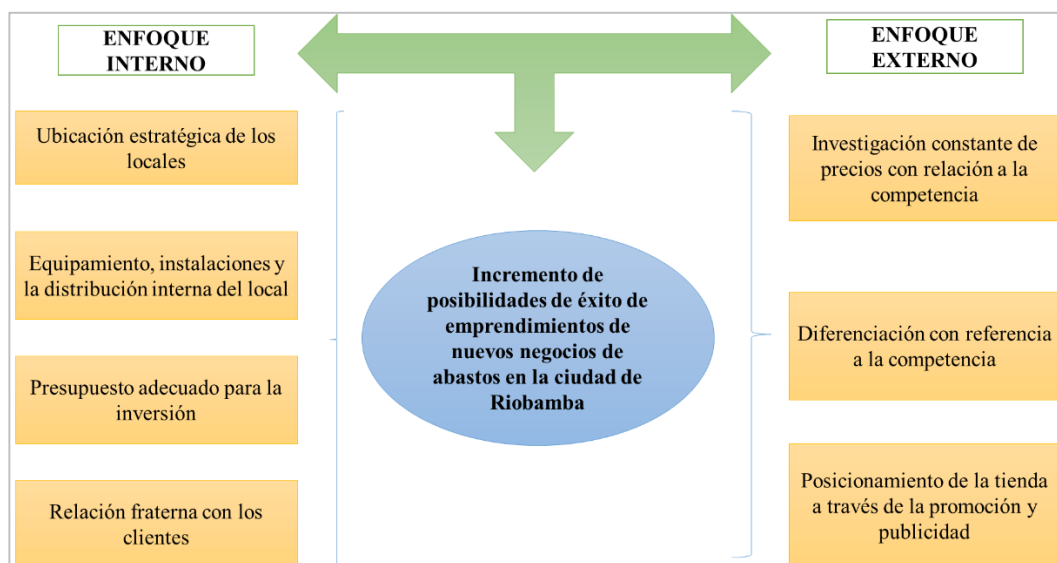 ENFOQUE
INTERNO
Ubicación estratégica de los
locales
Equipamiento, instalaciones y
la distribución interna del local
Presupuesto adecuado para la
inversión
Relación fraterna con los
clientes
Incremento de
posibilidades de éxito de
emprendimientos de
nuevos negocios de
abastos en la ciudad de
Riobamba
ENFOQUE
EXTERNO
Investigación constante de
precios con relación a la
competencia
Diferenciación con referencia
a la competencia
Posicionamiento de la tienda
a través de la promoción y
publicidad